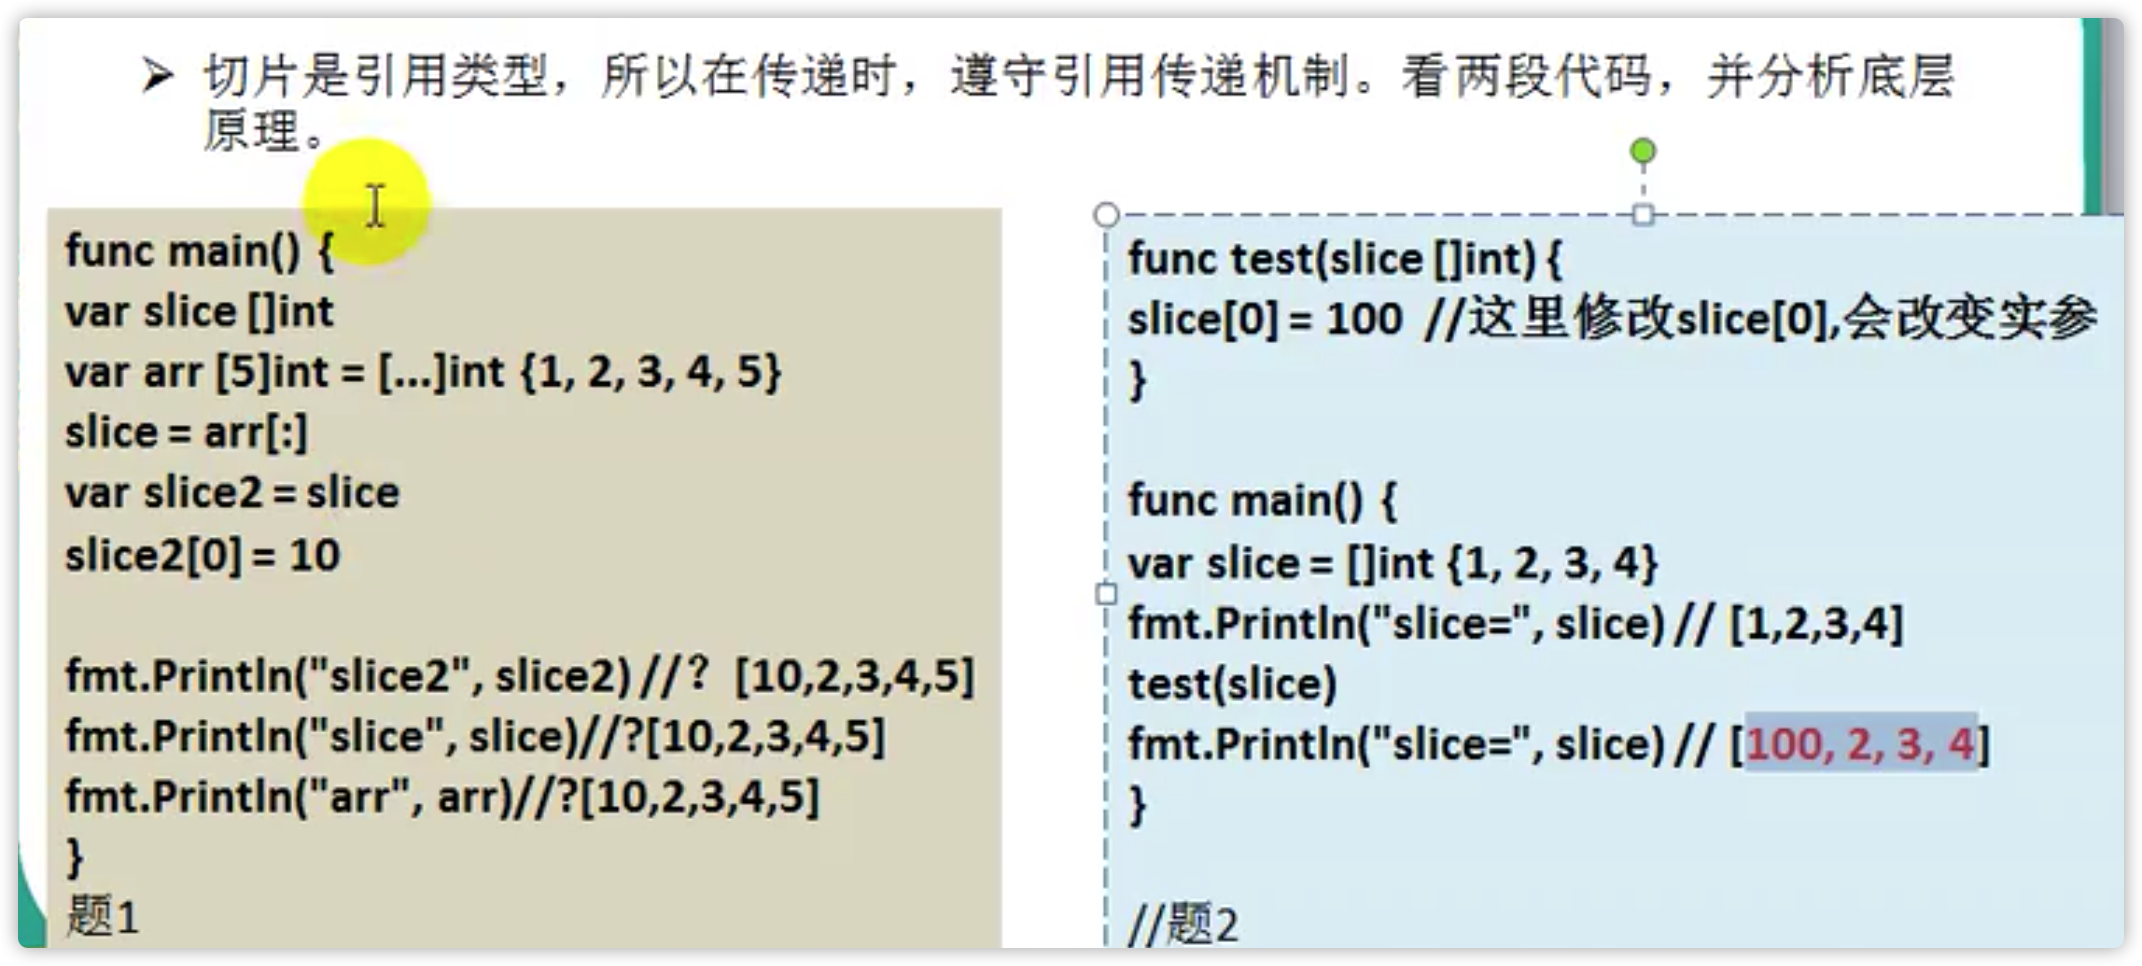 ➢ 切片是引用类型，所以在传递时，遵守引用传递机制。看两段代码，并分析底层
原理。
func main() {
var slice []int
var arr [5]int = [...]int {1, 2, 3, 4, 5}
slice = arr[:]
var slice2 = slice
slice2[0] = 10
fmt.Println("slice2", slice2) //？ [10,2,3,4,5]
fmt.Println("slice", slice)//?[10,2,3,4,5]
fmt.Println("arr", arr)//?[10,2,3,4,5]
}
题1
func test(slice []int) {
slice[0] = 100 //这里修改slice[0],会改变实参
}
func main() {
var slice = []int {1, 2, 3, 4}
fmt.Println("slice=", slice) // [1,2,3,4]
test(slice)
fmt.Println("slice=", slice) // [100, 2, 3, 4]
}
//题2